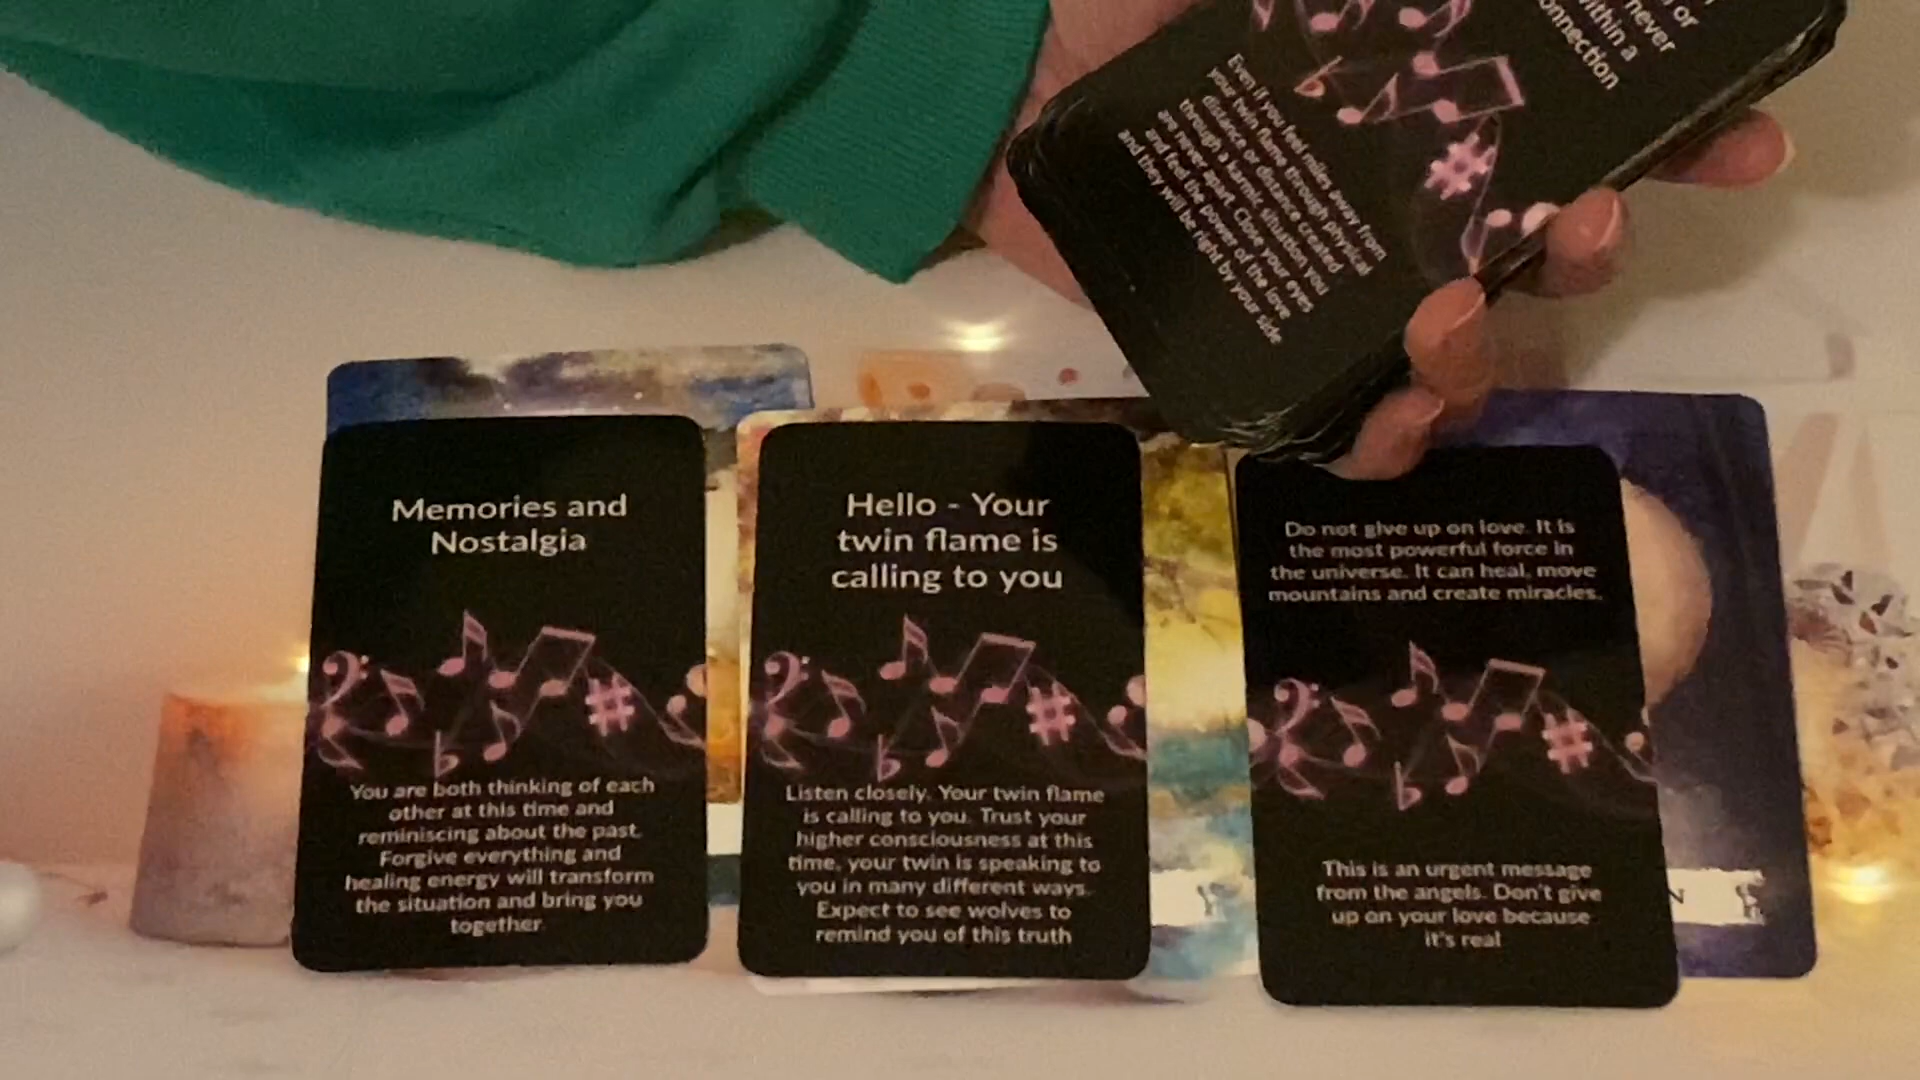 or
never
within a
connection
Even if you feel miles away from
your twin flame through physical
distance or distance created
through a karmic situation you
are never apart. Close your eyes
and feel the power of the love
and they will be right by your side
Memories and
Nostalgia
You are both thinking of each
other at this time and
reminiscing about the past.
Forgive everything and
healing energy will transform
the situation and bring you
together
Hello - Your
twin flame is
calling to you
Listen closely. Your twin flame
is calling to you. Trust your
higher consciousness at this
time, your twin is speaking to
you in many different ways.
Expect to see wolves to
remind you of this truth
Do not give up on love. It is
the most powerful force in
the universe. It can heal, move
mountains and create miracles.
This is an urgent message
from the angels. Don't give
up on your love because
it's real
N